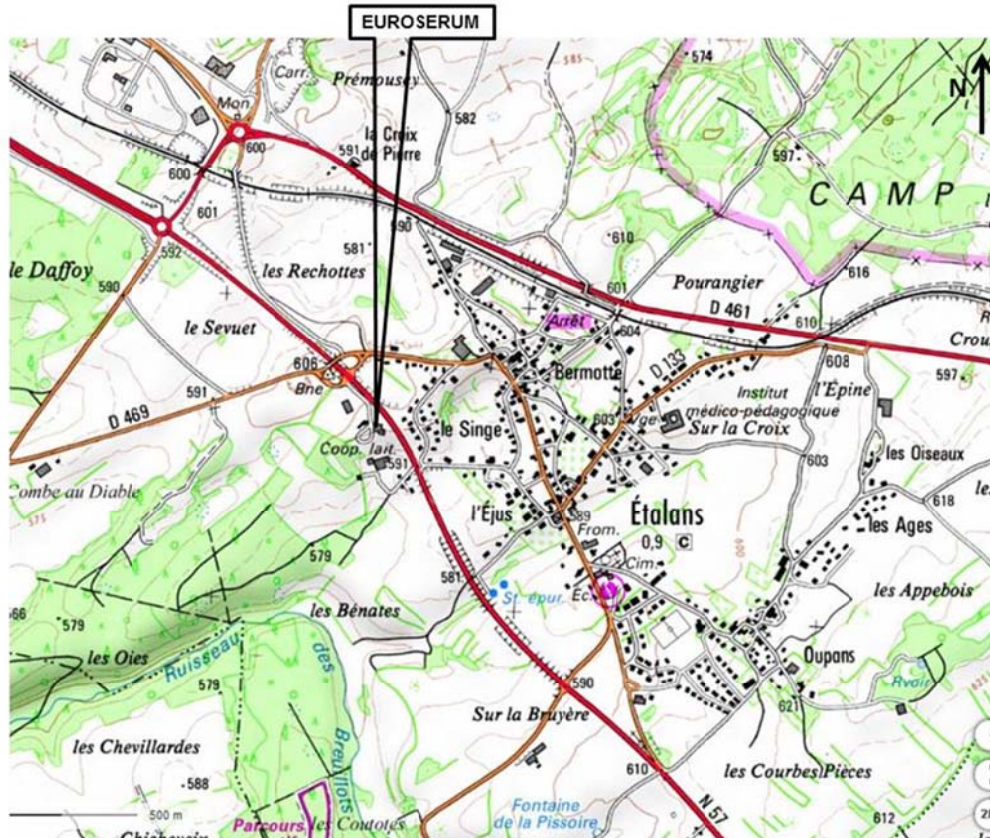 EUROSERUM
574
585
N
Carr.
Prémousey
582
Mon.
600
la Croix
de Pierre
591
597
CAMP
600
601
592
581
590
610
616
le Daffoy
les Rechottes
Pourangier
590
601
D 461
610
le Sevuet
Arrêt
604
608
606
Bne
Bermotte
D 133
597
Institut
médico-pédagogique
l'Épine
591
D 469
le Singe
603
Sur la Croix
Coop. lait.
591
603
les Oiseaux
Combe au Diable
575
l'Éjus
589
Étalans
618
les Ages
From.
0,9 C
600
579
Cim.
581
St. épur.
Éc.
les Appebois
les Bénates
566
579
les Oies
Ruisseau
des
Oupans
579
590
Rvoir
621
Sur la Bruyère
les Chevillardes
Breuillots
610
les Courbes Pièces
588
500 m
N 57
Fontaine
de la Pissoire
612
Parcours
les Coutotes